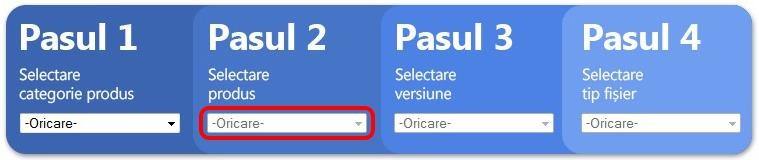 Pasul 1
Selectare
categorie produs
-Oricare-
Pasul 2
Selectare
produs
-Oricare-
Pasul 3
Selectare
versiune
-Oricare-
Pasul 4
Selectare
tip fișier
-Oricare-